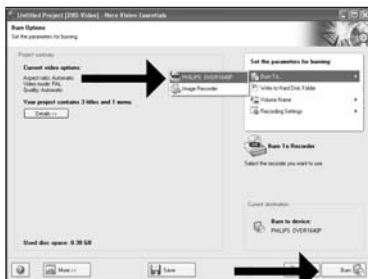 Untitled Project [DVD-Video] - Nero Vision Essentials
Burn Options
Set the parameters for burning:
Project summary
Current video options:
Aspect ratio: Automatic
Video mode: PAL
Quality: Automatic
Your project contains 3 titles and 1 menu.
Details >>
Used disc space: 0.30 GB
PHILIPS DVDR1640P
Image Recorder
Set the parameters for burning:
Burn To...
Write to Hard Disk Folder
Volume Name
Recording Settings
Burn To Recorder
Select the recorder you want to use
Current destination:
Burn to device:
PHILIPS DVDR1640P
More >>
Save
Burn